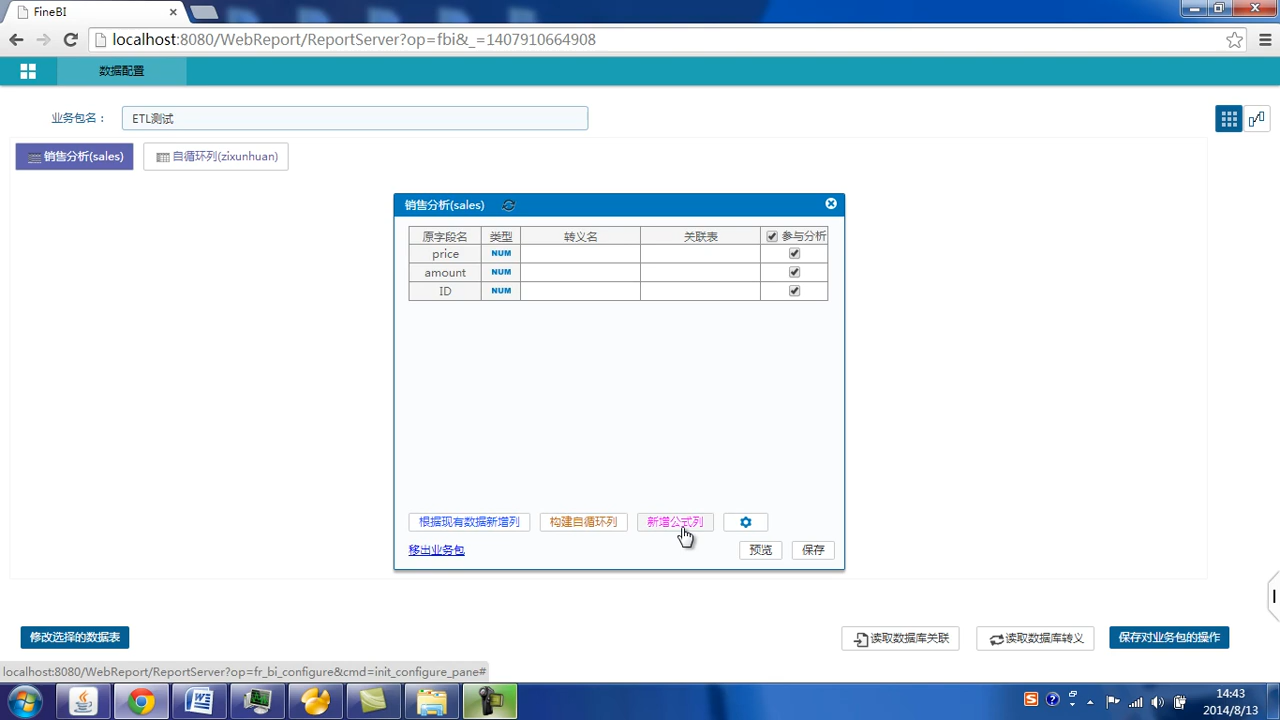 FineBI
localhost:8080/WebReport/ReportServer?op=fbi&_=1407910664908
数据配置
业务包名： ETL测试
销售分析(sales) 自循环列(zixunhuan)
销售分析(sales)
原字段名 类型 转义名 关联表 参与分析
price NUM
amount NUM
ID NUM
根据现有数据新增列 构建自循环列 新增公式列
移出业务包 预览 保存
修改选择的数据表 读取数据库关联 读取数据库转义 保存对业务包的操作
localhost:8080/WebReport/ReportServer?op=fr_bi_configure&cmd=init_configure_pane#
14:43
2014/8/13